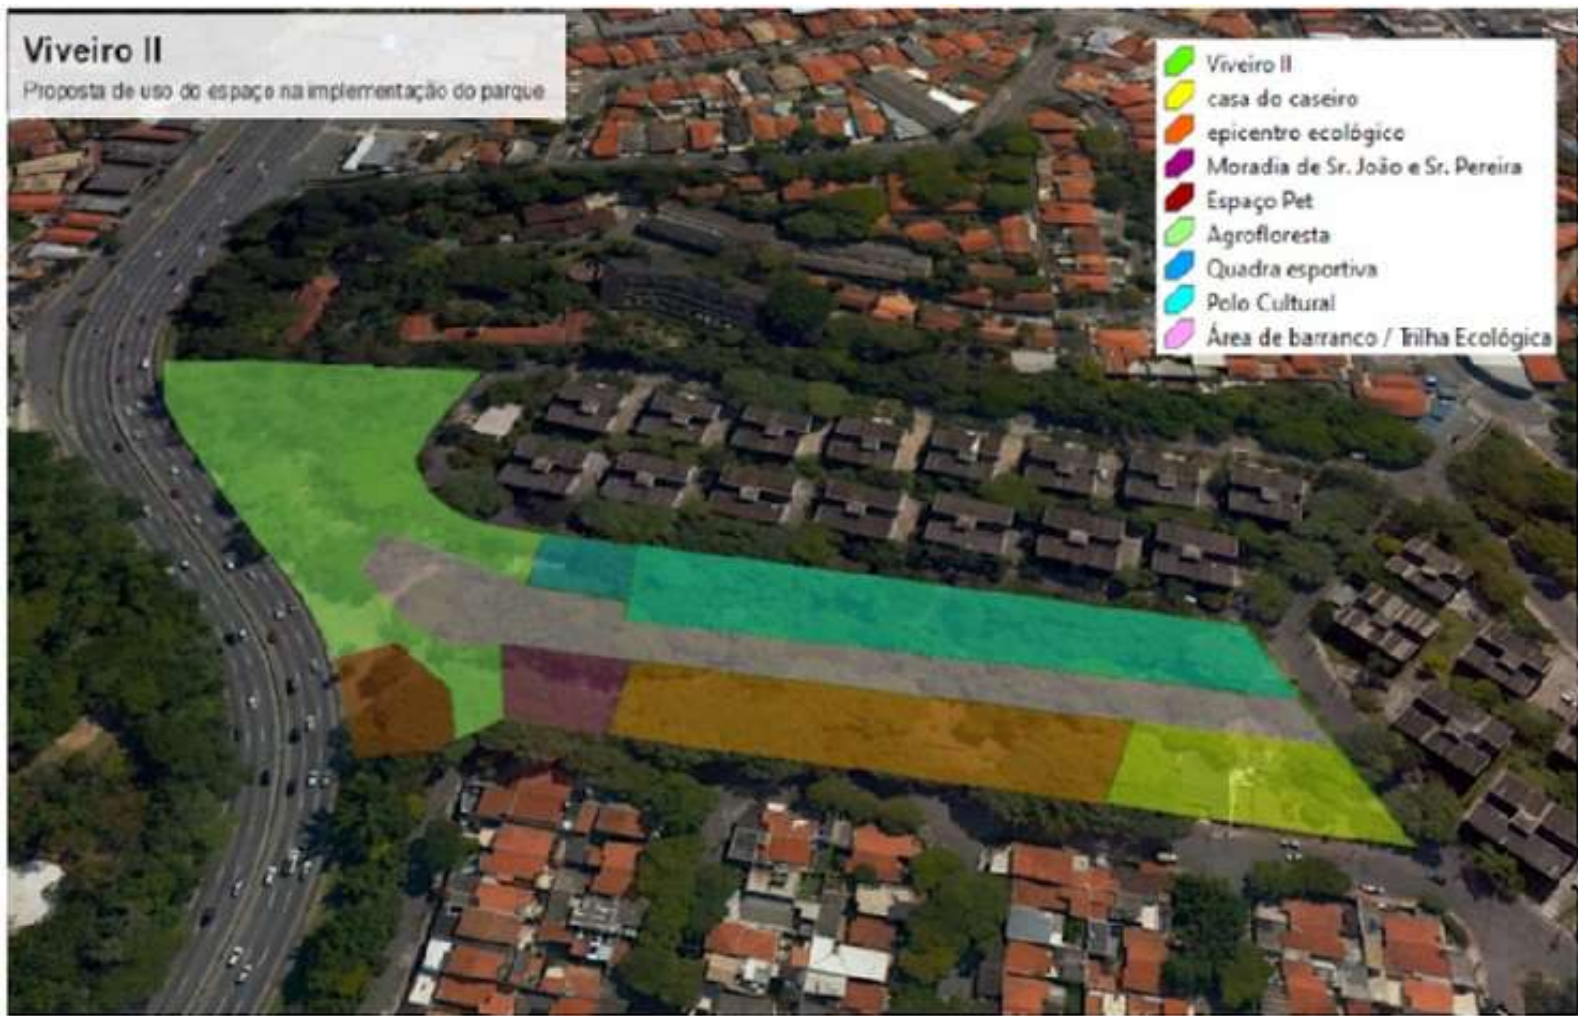 Viveiro II
Proposta de uso do espaço na implementação do parque
Viveiro II
casa do caseiro
epicentro ecológico
Moradia de Sr. João e Sr. Pereira
Espaço Pet
Agrofloresta
Quadra esportiva
Polo Cultural
Área de barranco / Trilha Ecológica